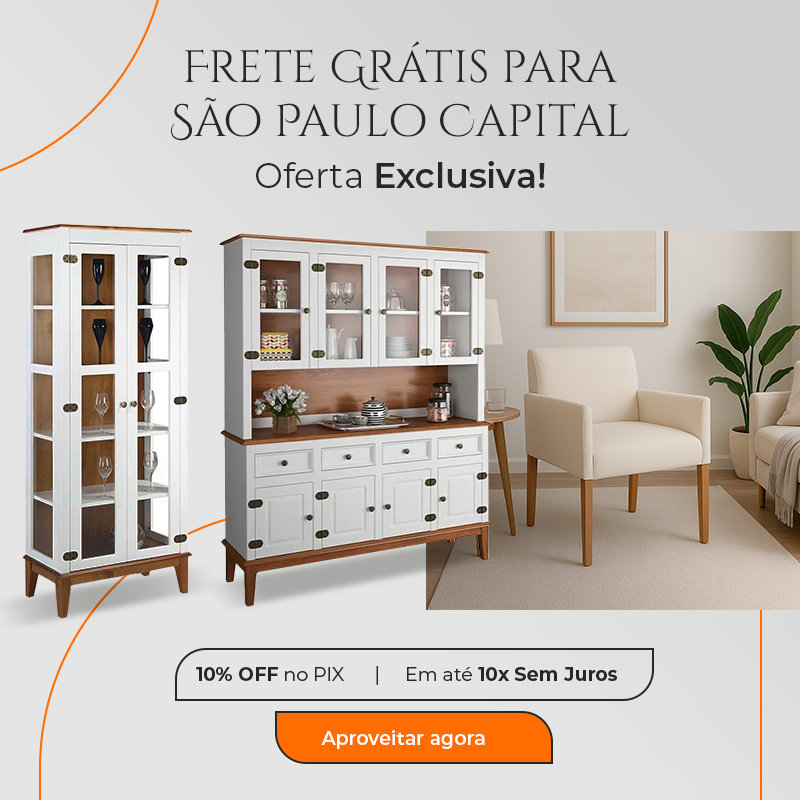 Frete Grátis para
São Paulo Capital
Oferta Exclusiva!
10% OFF no PIX | Em até 10x Sem Juros
Aproveitar agora